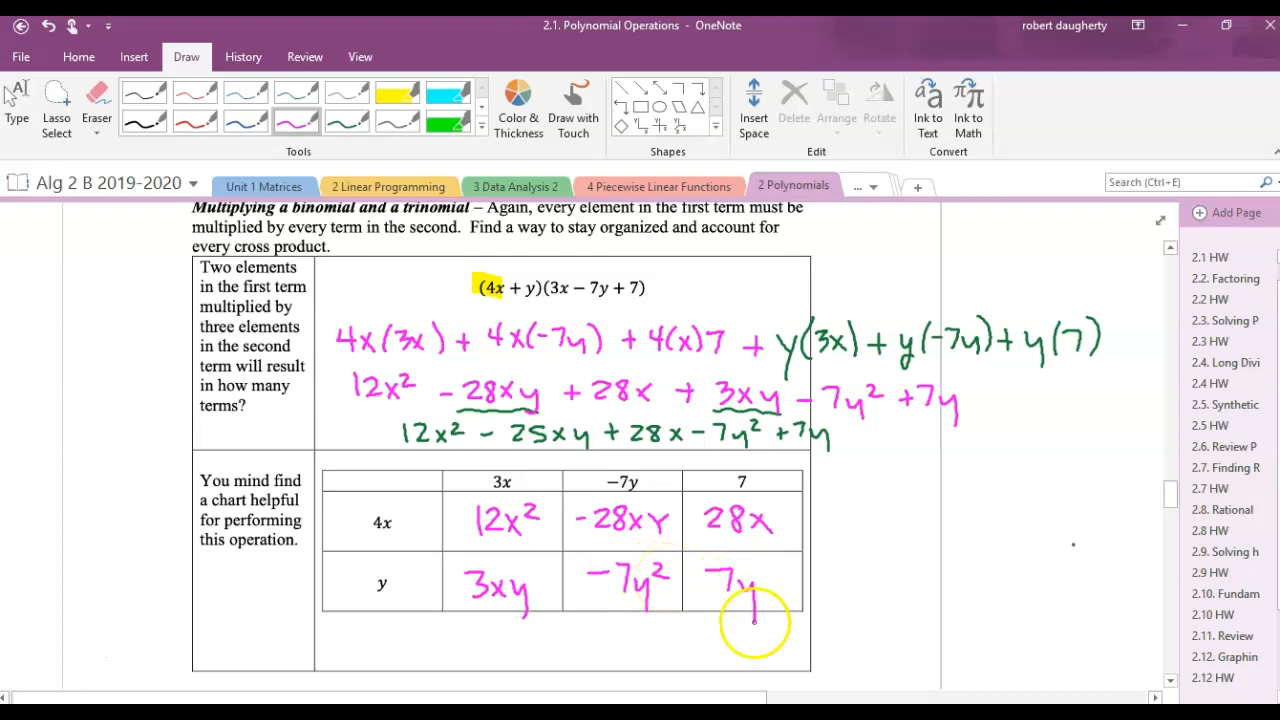 2.1. Polynomial Operations - OneNote
robert daugherty
File Home Insert Draw History Review View
Type
Lasso Select
Eraser
Color & Thickness
Draw with Touch
Insert Space
Delete
Arrange
Rotate
Ink to Text
Ink to Math
Tools
Shapes
Edit
Convert
Alg 2 B 2019-2020
Unit 1 Matrices
2 Linear Programming
3 Data Analysis 2
4 Piecewise Linear Functions
2 Polynomials
...
+
Search (Ctrl+E)
Multiplying a binomial and a trinomial – Again, every element in the first term must be
multiplied by every term in the second. Find a way to stay organized and account for
every cross product.
Two elements
in the first term
multiplied by
three elements
in the second
term will result
in how many
terms?
(4x + y)(3x − 7y + 7)
4x(3x) + 4x(-7y) + 4(x)7 + y(3x) + y(-7y) + y(7)
12x² - 28xy + 28x + 3xy - 7y² + 7y
12x² - 25xy + 28x - 7y² + 7y
You mind find
a chart helpful
for performing
this operation.
3x −7y 7
4x 12x² -28xy 28x
y 3xy -7y² 7y
Add Page
2.1 HW
2.2. Factoring
2.2 HW
2.3. Solving P
2.3 HW
2.4. Long Divi
2.4 HW
2.5. Synthetic
2.5 HW
2.6. Review P
2.7. Finding R
2.7 HW
2.8. Rational
2.8 HW
2.9. Solving h
2.9 HW
2.10. Fundam
2.10 HW
2.11. Review
2.12. Graphin
2.12 HW